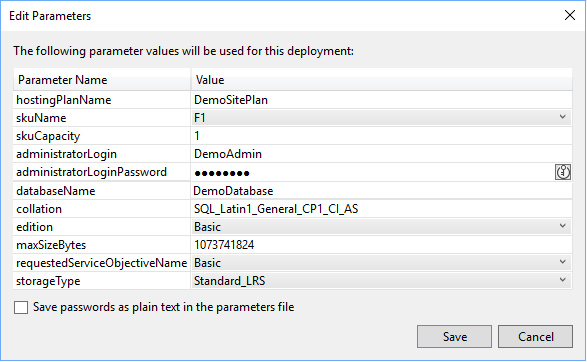 Edit Parameters
The following parameter values will be used for this deployment:
Parameter Name Value
hostingPlanName DemoSitePlan
skuName F1
skuCapacity 1
administratorLogin DemoAdmin
administratorLoginPassword ●●●●●●●●
databaseName DemoDatabase
collation SQL_Latin1_General_CP1_CI_AS
edition Basic
maxSizeBytes 1073741824
requestedServiceObjectiveName Basic
storageType Standard_LRS
Save passwords as plain text in the parameters file
Save Cancel